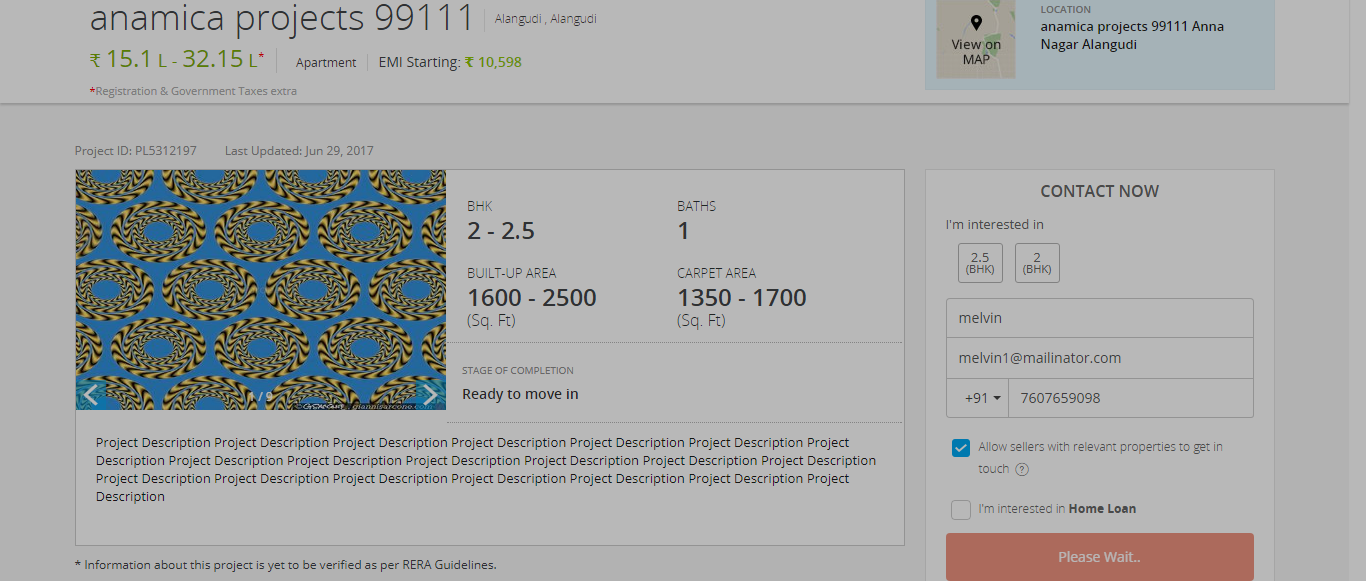 anamica projects 99111
Alangudi , Alangudi
₹ 15.1 L - 32.15 L*
Apartment
EMI Starting: ₹ 10,598
*Registration & Government Taxes extra
View on
MAP
LOCATION
anamica projects 99111 Anna
Nagar Alangudi
Project ID: PL5312197
Last Updated: Jun 29, 2017
BHK
2 - 2.5
BATHS
1
BUILT-UP AREA
1600 - 2500
(Sq. Ft)
CARPET AREA
1350 - 1700
(Sq. Ft)
STAGE OF COMPLETION
Ready to move in
/ 9
Project Description Project Description Project Description Project Description Project Description Project Description Project
Description Project Description Project Description Project Description Project Description Project Description Project Description
Project Description Project Description Project Description Project Description Project Description Project Description Project
Description
* Information about this project is yet to be verified as per RERA Guidelines.
CONTACT NOW
I'm interested in
2.5
(BHK)
2
(BHK)
melvin
melvin1@mailinator.com
+91
7607659098
Allow sellers with relevant properties to get in
touch ?
I'm interested in Home Loan
Please Wait..